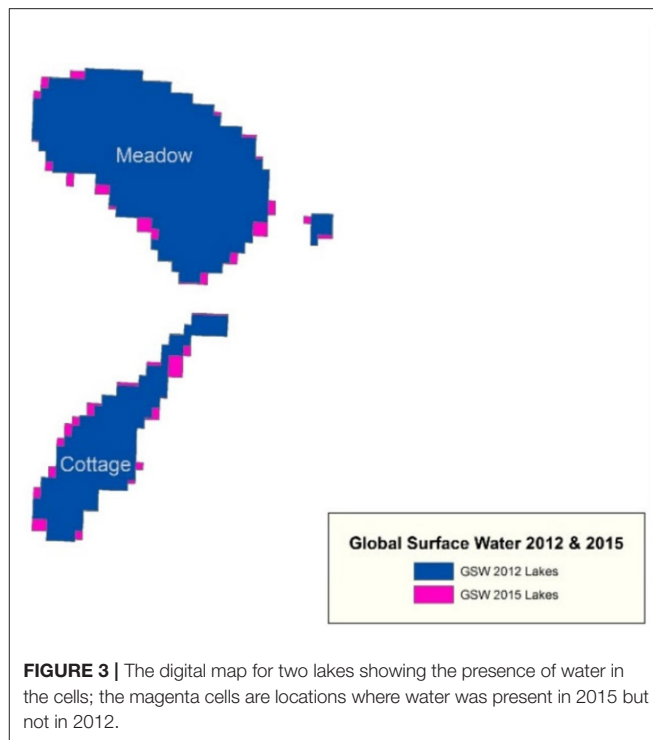 Meadow
Cottage
Global Surface Water 2012 & 2015
GSW 2012 Lakes
GSW 2015 Lakes
FIGURE 3 | The digital map for two lakes showing the presence of water in
the cells; the magenta cells are locations where water was present in 2015 but
not in 2012.